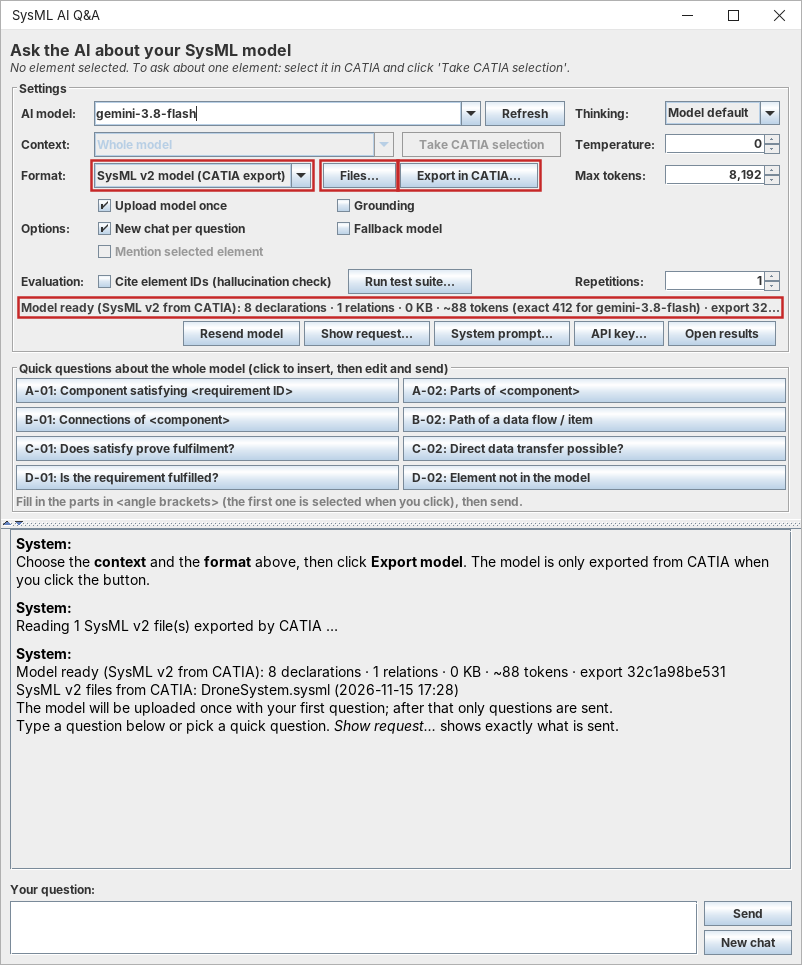 SysML AI Q&A
Ask the AI about your SysML model
No element selected. To ask about one element: select it in CATIA and click 'Take CATIA selection'.
Settings
AI model: gemini-3.8-flash Refresh Thinking: Model default
Context: Whole model Take CATIA selection Temperature: 0
Format: SysML v2 model (CATIA export) Files... Export in CATIA... Max tokens: 8,192
Upload model once Grounding
Options: New chat per question Fallback model
Mention selected element
Evaluation: Cite element IDs (hallucination check) Run test suite... Repetitions: 1
Model ready (SysML v2 from CATIA): 8 declarations · 1 relations · 0 KB · ~88 tokens (exact 412 for gemini-3.8-flash) · export 32...
Resend model Show request... System prompt... API key... Open results
Quick questions about the whole model (click to insert, then edit and send)
A-01: Component satisfying <requirement ID> A-02: Parts of <component>
B-01: Connections of <component> B-02: Path of a data flow / item
C-01: Does satisfy prove fulfilment? C-02: Direct data transfer possible?
D-01: Is the requirement fulfilled? D-02: Element not in the model
Fill in the parts in <angle brackets> (the first one is selected when you click), then send.
System:
Choose the context and the format above, then click Export model. The model is only exported from CATIA when
you click the button.
System:
Reading 1 SysML v2 file(s) exported by CATIA ...
System:
Model ready (SysML v2 from CATIA): 8 declarations · 1 relations · 0 KB · ~88 tokens · export 32c1a98be531
SysML v2 files from CATIA: DroneSystem.sysml (2026-11-15 17:28)
The model will be uploaded once with your first question; after that only questions are sent.
Type a question below or pick a quick question. Show request... shows exactly what is sent.
Your question:
Send
New chat